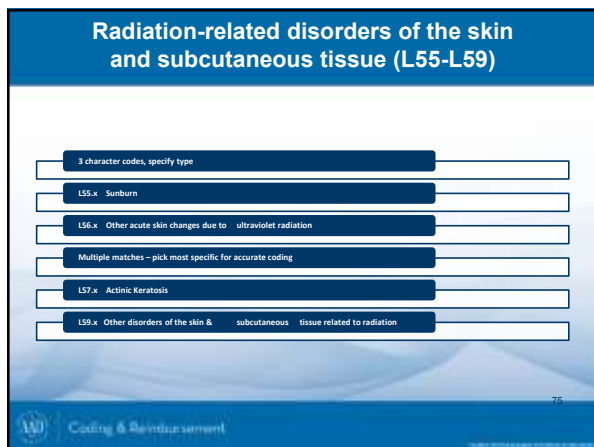 Radiation-related disorders of the skin
and subcutaneous tissue (L55-L59)
3 character codes, specify type
L55.x Sunburn
L56.x Other acute skin changes due to ultraviolet radiation
Multiple matches – pick most specific for accurate coding
L57.x Actinic Keratosis
L59.x Other disorders of the skin & subcutaneous tissue related to radiation
75
Coding & Reimbursement